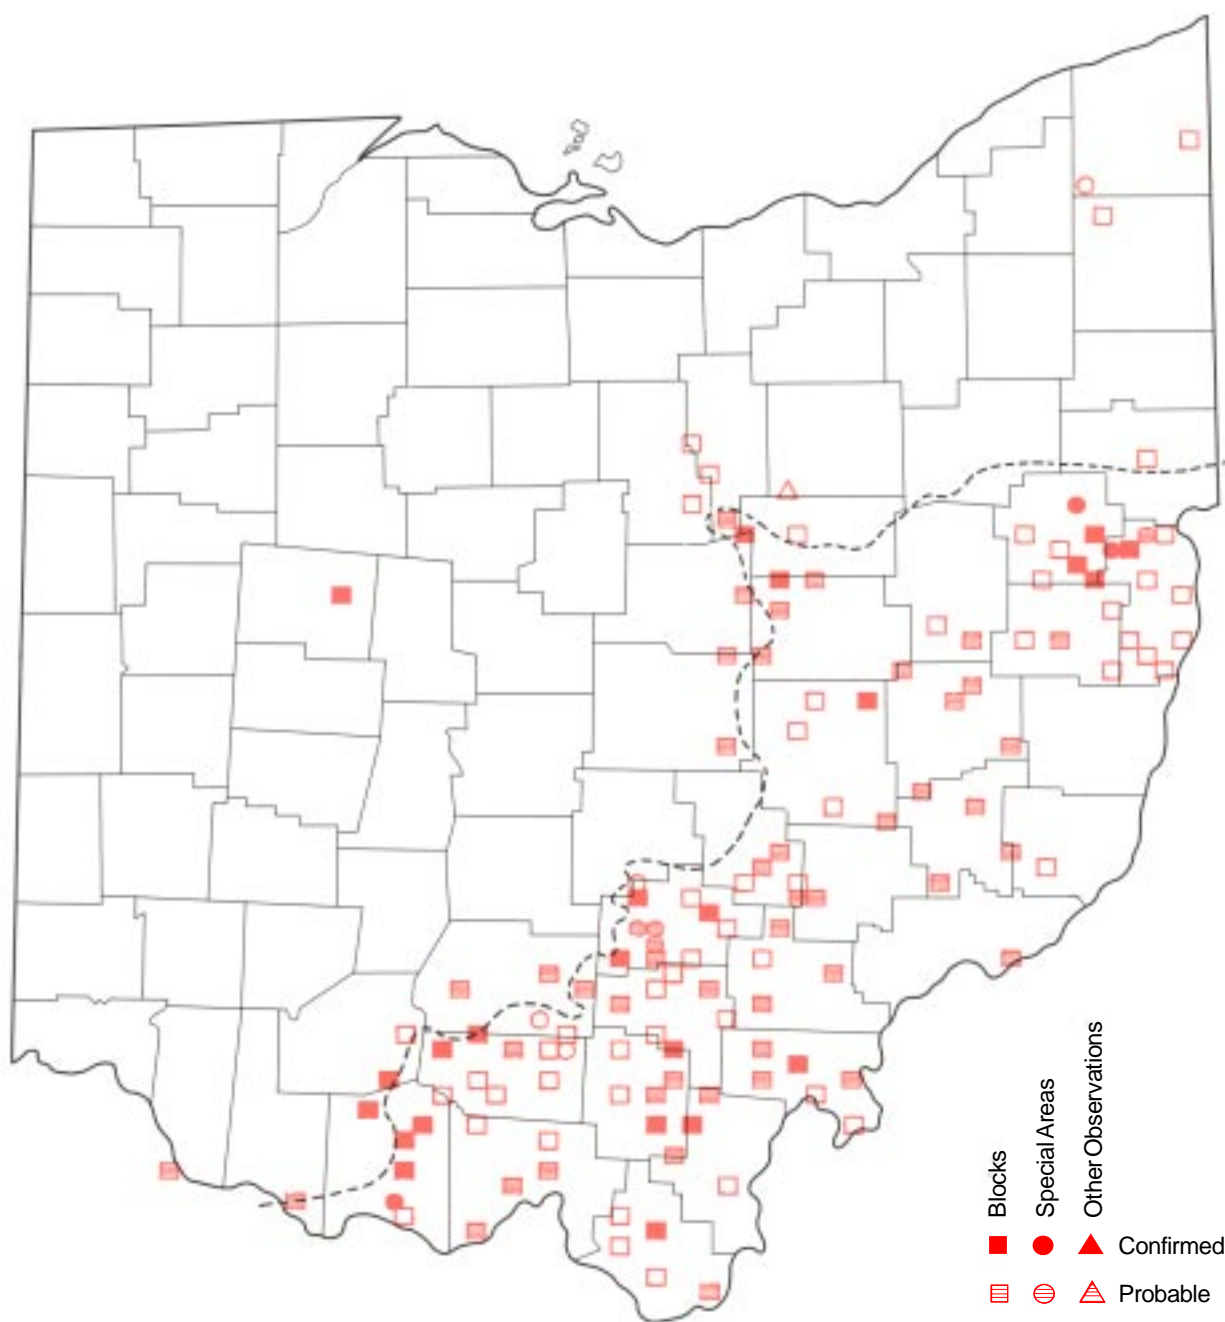 Blocks
Special Areas
Other Observations
Confirmed
Probable